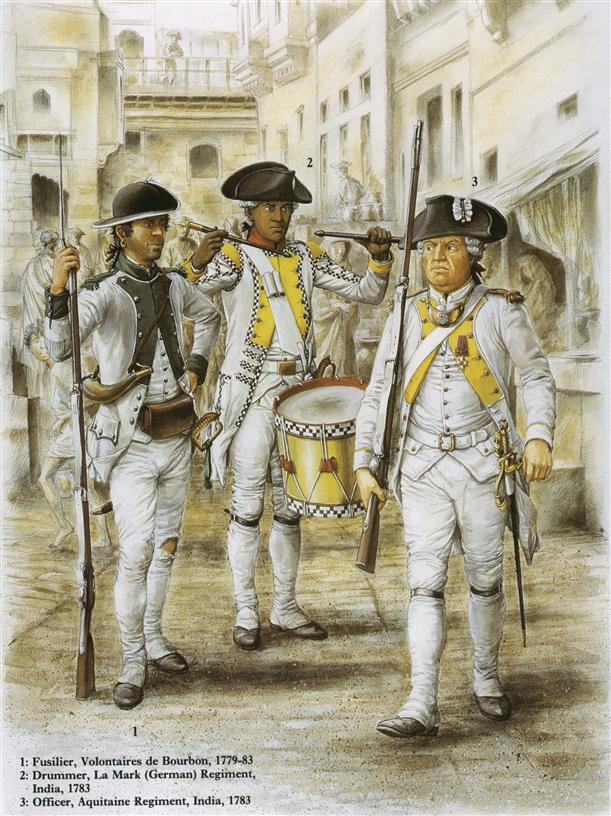 2
3
1
1: Fusilier, Volontaires de Bourbon, 1779-83
2: Drummer, La Mark (German) Regiment,
India, 1783
3: Officer, Aquitaine Regiment, India, 1783